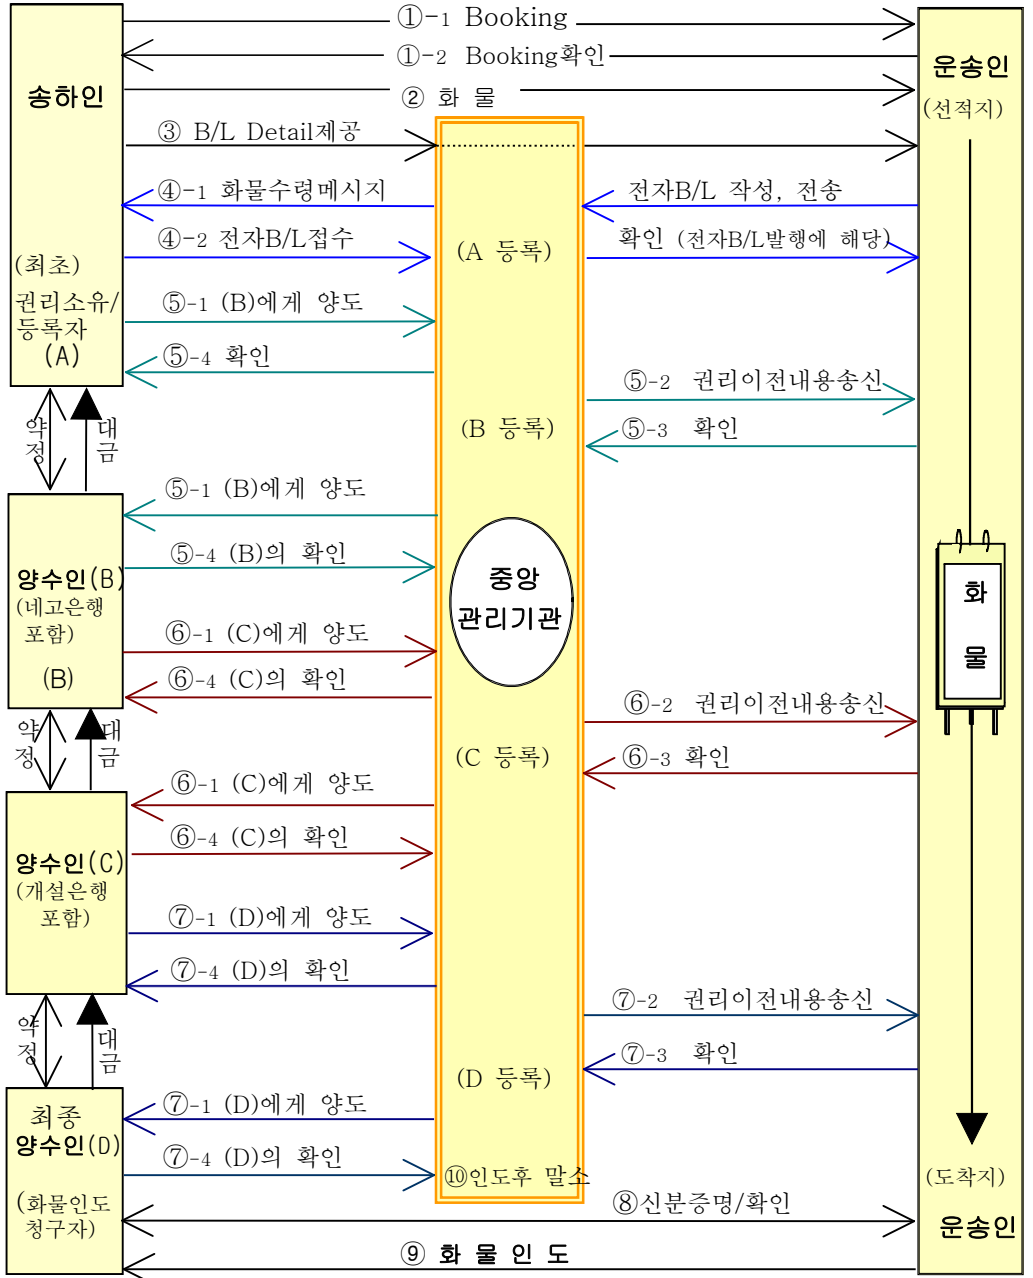 ①-1 Booking
①-2 Booking확인
② 화 물
송하인
운송인
(선적지)
③ B/L Detail제공
④-1 화물수령메시지
전자B/L 작성, 전송
④-2 전자B/L접수
(A 등록)
확인 (전자B/L발행에 해당)
(최초)
권리소유/
등록자
(A)
⑤-1 (B)에게 양도
⑤-4 확인
⑤-2 권리이전내용송신
(B 등록)
⑤-3 확인
약
정
대
금
⑤-1 (B)에게 양도
⑤-4 (B)의 확인
양수인(B)
(네고은행
포함)
(B)
중앙
관리기관
화
물
⑥-1 (C)에게 양도
⑥-4 (C)의 확인
⑥-2 권리이전내용송신
(C 등록)
⑥-3 확인
약
정
대
금
⑥-1 (C)에게 양도
⑥-4 (C)의 확인
양수인(C)
(개설은행
포함)
⑦-1 (D)에게 양도
⑦-4 (D)의 확인
⑦-2 권리이전내용송신
⑦-3 확인
(D 등록)
약
정
대
금
⑦-1 (D)에게 양도
⑦-4 (D)의 확인
최종
양수인(D)
(화물인도
청구자)
⑩인도후 말소
(도착지)
⑧신분증명/확인
운송인
⑨ 화 물 인 도